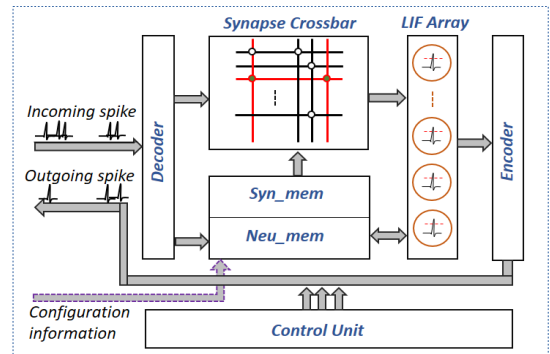 Synapse Crossbar
LIF Array
Incoming spike
Decoder
Encoder
Outgoing spike
Syn_mem
Neu_mem
Configuration
information
Control Unit